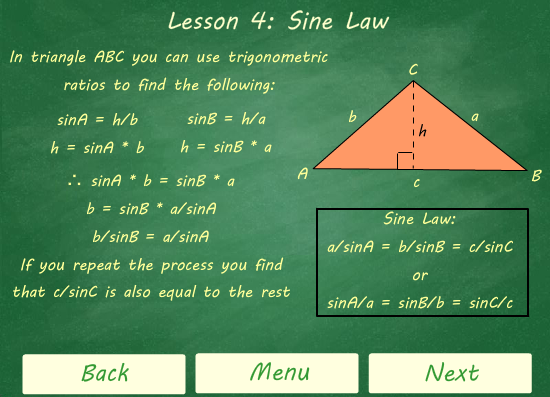 Lesson 4: Sine Law
In triangle ABC you can use trigonometric
ratios to find the following:
sinA = h/b sinB = h/a
h = sinA * b h = sinB * a
∴ sinA * b = sinB * a
b = sinB * a/sinA
b/sinB = a/sinA
If you repeat the process you find
that c/sinC is also equal to the rest
C
b a
h
A B
c
Sine Law:
a/sinA = b/sinB = c/sinC
or
sinA/a = sinB/b = sinC/c
Back Menu Next